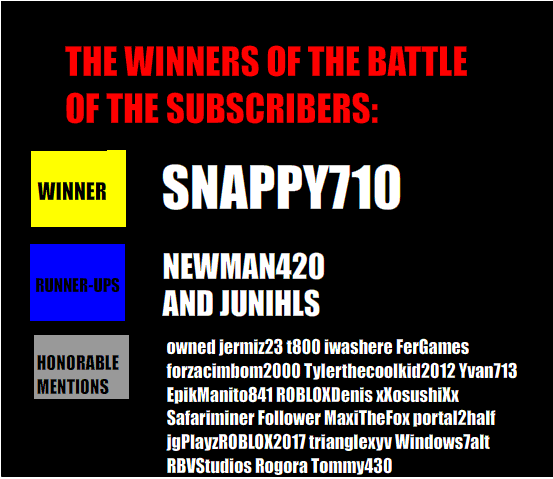 THE WINNERS OF THE BATTLE
OF THE SUBSCRIBERS:
WINNER
SNAPPY710
RUNNER-UPS
NEWMAN420
AND JUNIHLS
HONORABLE
MENTIONS
owned jermiz23 t800 iwashere FerGames
forzacimbom2000 Tylerthecoolkid2012 Yvan713
EpikManito841 ROBLOXDenis xXosushiXx
Safariminer Follower MaxiTheFox portal2half
jgPlayzROBLOX2017 trianglexyv Windows7alt
RBVStudios Rogora Tommy430